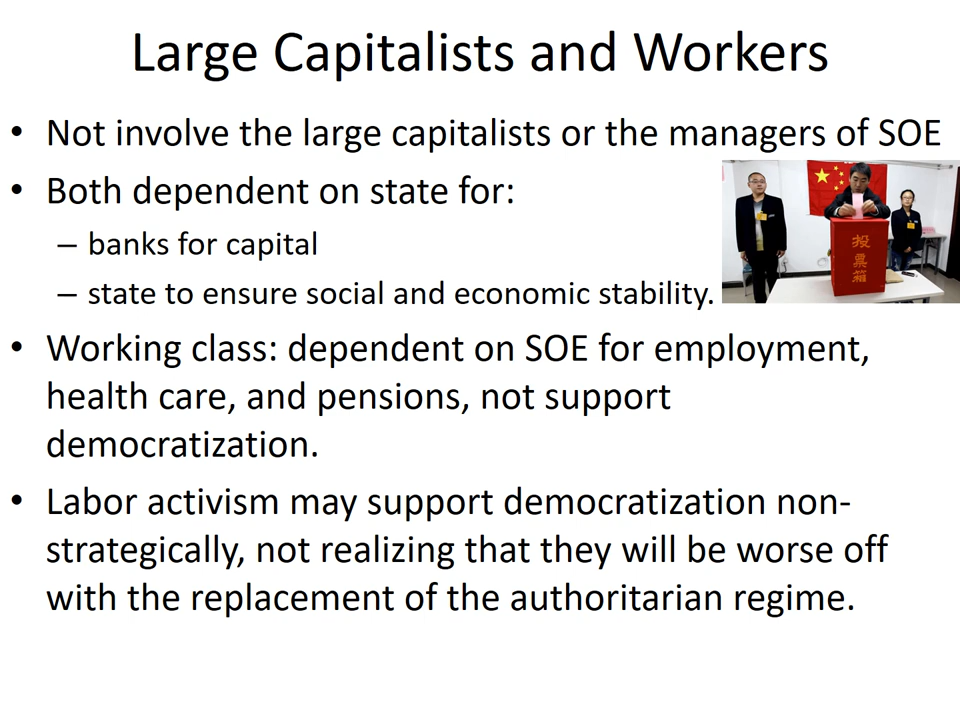 Large Capitalists and Workers
• Not involve the large capitalists or the managers of SOE
• Both dependent on state for:
– banks for capital
– state to ensure social and economic stability.
投
票
箱
• Working class: dependent on SOE for employment,
health care, and pensions, not support
democratization.
• Labor activism may support democratization non-
strategically, not realizing that they will be worse off
with the replacement of the authoritarian regime.